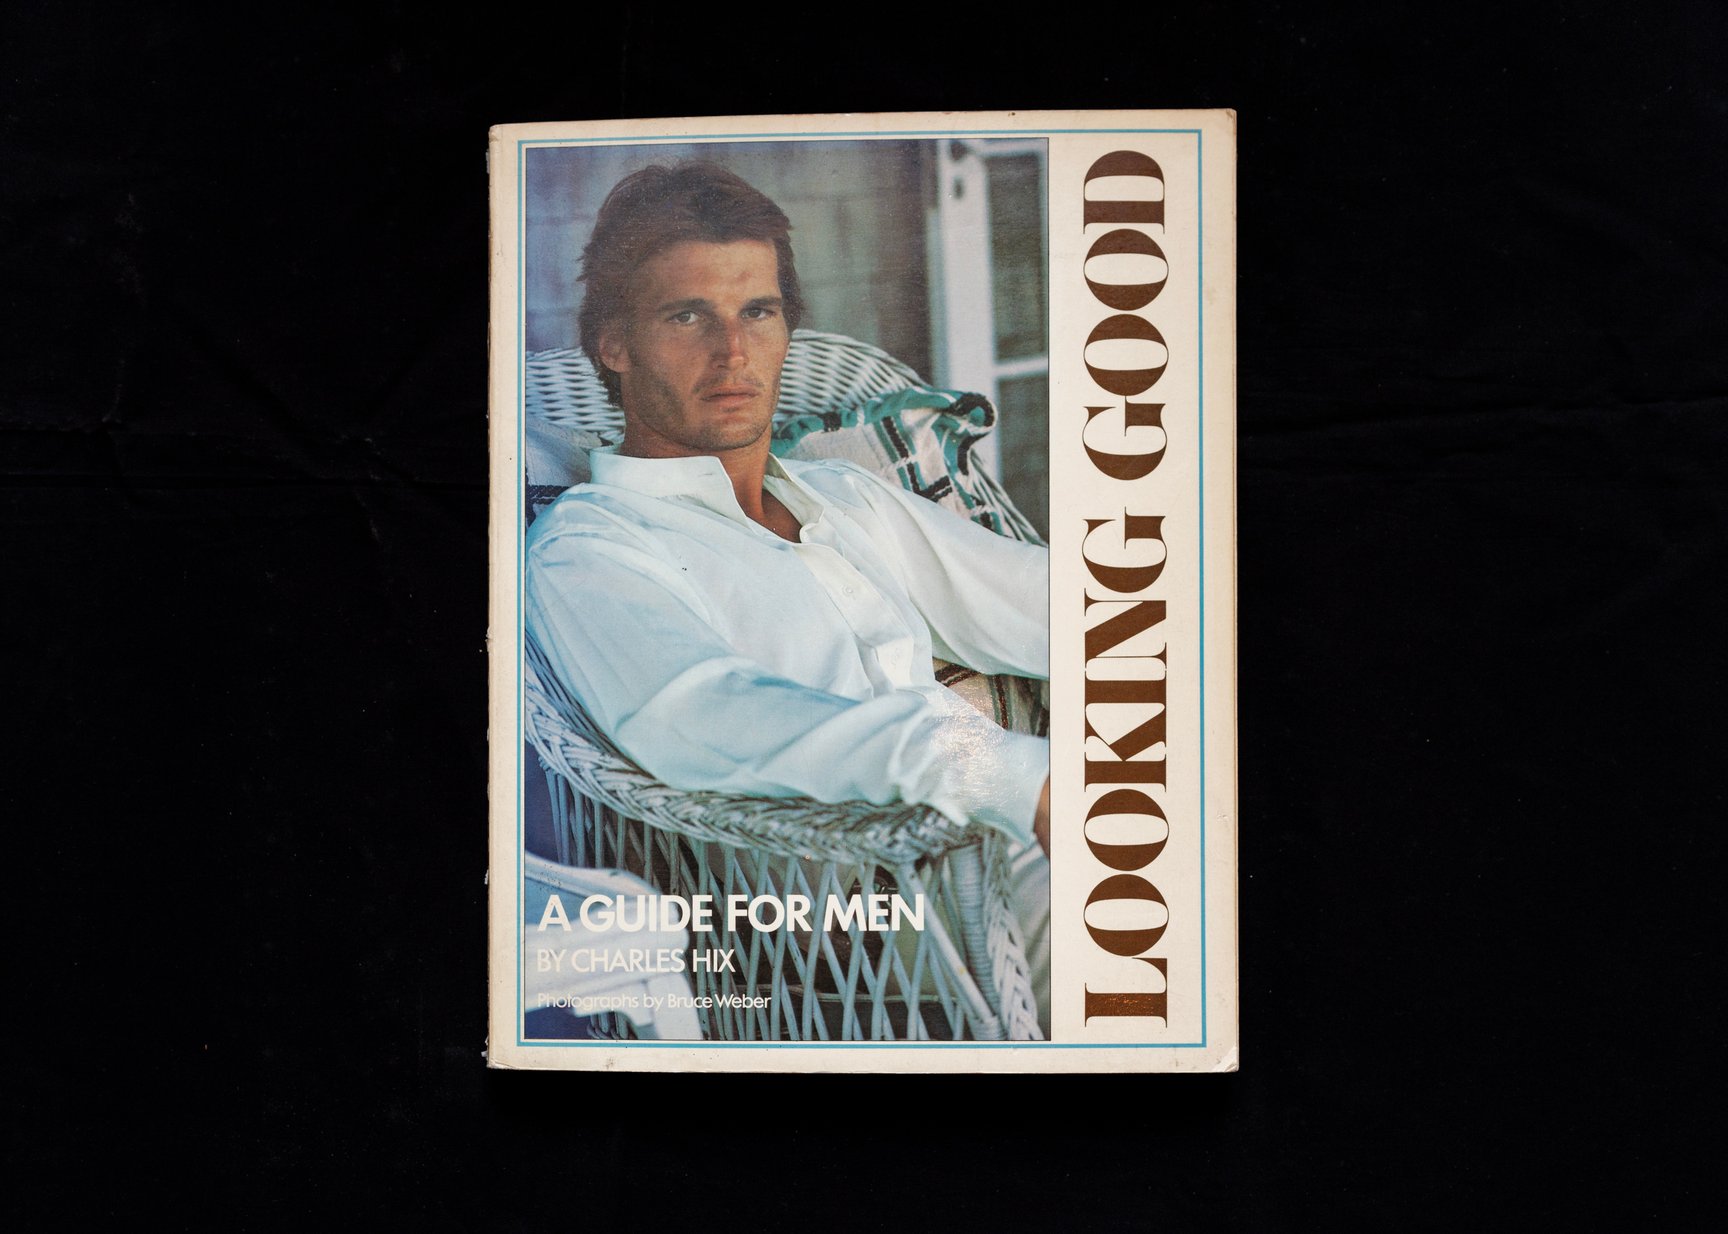 LOOKING GOOD
A GUIDE FOR MEN
BY CHARLES HIX
Photographs by Bruce Weber